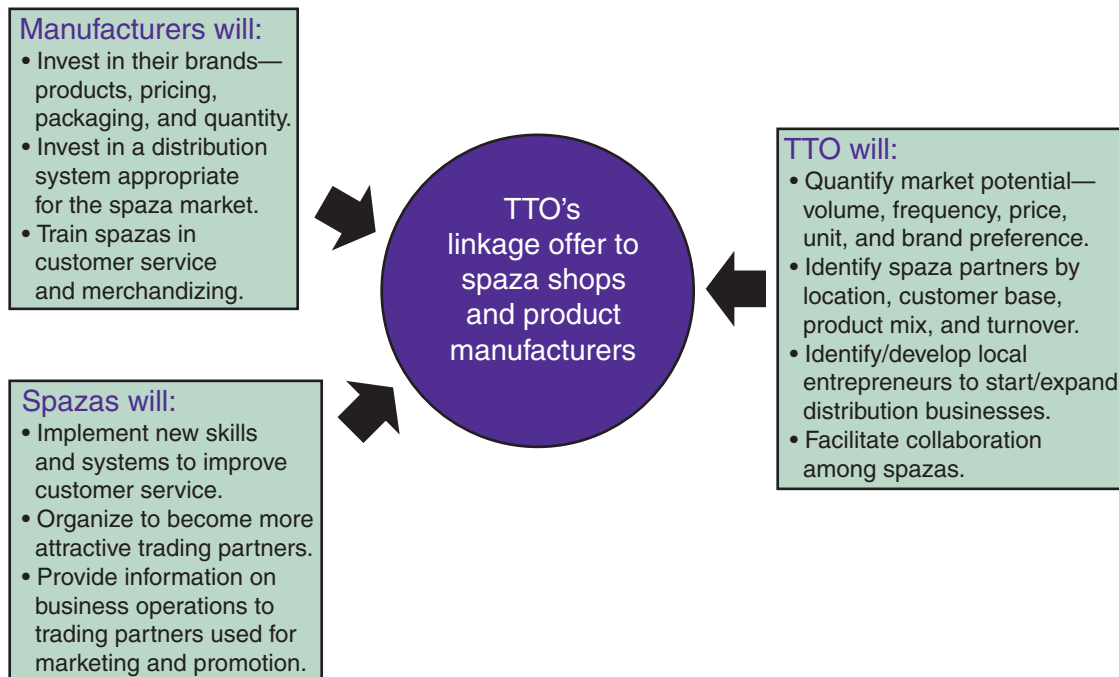 Manufacturers will:
• Invest in their brands—
products, pricing,
packaging, and quantity.
• Invest in a distribution
system appropriate
for the spaza market.
• Train spazas in
customer service
and merchandizing.
Spazas will:
• Implement new skills
and systems to improve
customer service.
• Organize to become more
attractive trading partners.
• Provide information on
business operations to
trading partners used for
marketing and promotion.
TTO’s
linkage offer to
spaza shops
and product
manufacturers
TTO will:
• Quantify market potential—
volume, frequency, price,
unit, and brand preference.
• Identify spaza partners by
location, customer base,
product mix, and turnover.
• Identify/develop local
entrepreneurs to start/expand
distribution businesses.
• Facilitate collaboration
among spazas.